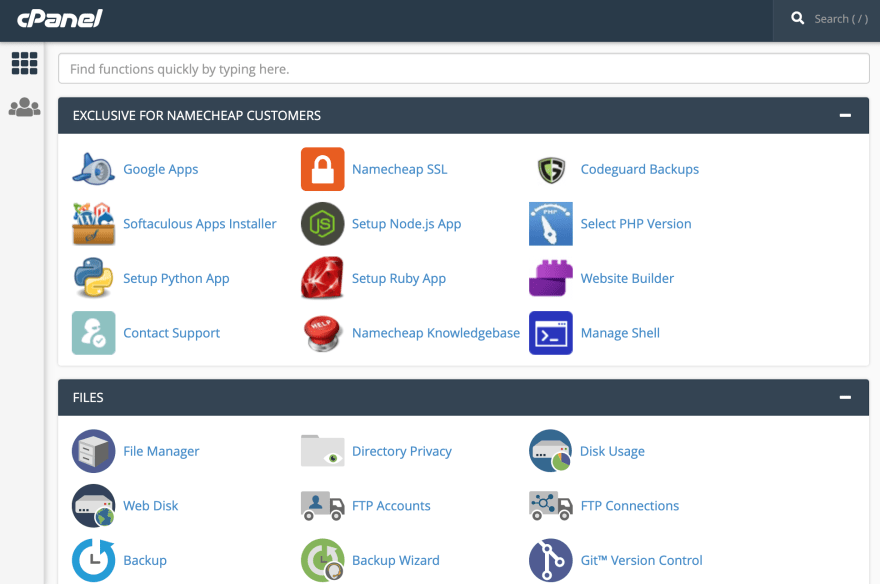 cPanel
Search ( / )
Find functions quickly by typing here.
EXCLUSIVE FOR NAMECHEAP CUSTOMERS
Google Apps
Namecheap SSL
Codeguard Backups
Softaculous Apps Installer
Setup Node.js App
PHP
Select PHP Version
Setup Python App
Setup Ruby App
Website Builder
Contact Support
HELP
Namecheap Knowledgebase
Manage Shell
FILES
File Manager
Directory Privacy
Disk Usage
Web Disk
FTP Accounts
FTP Connections
Backup
Backup Wizard
Git™ Version Control